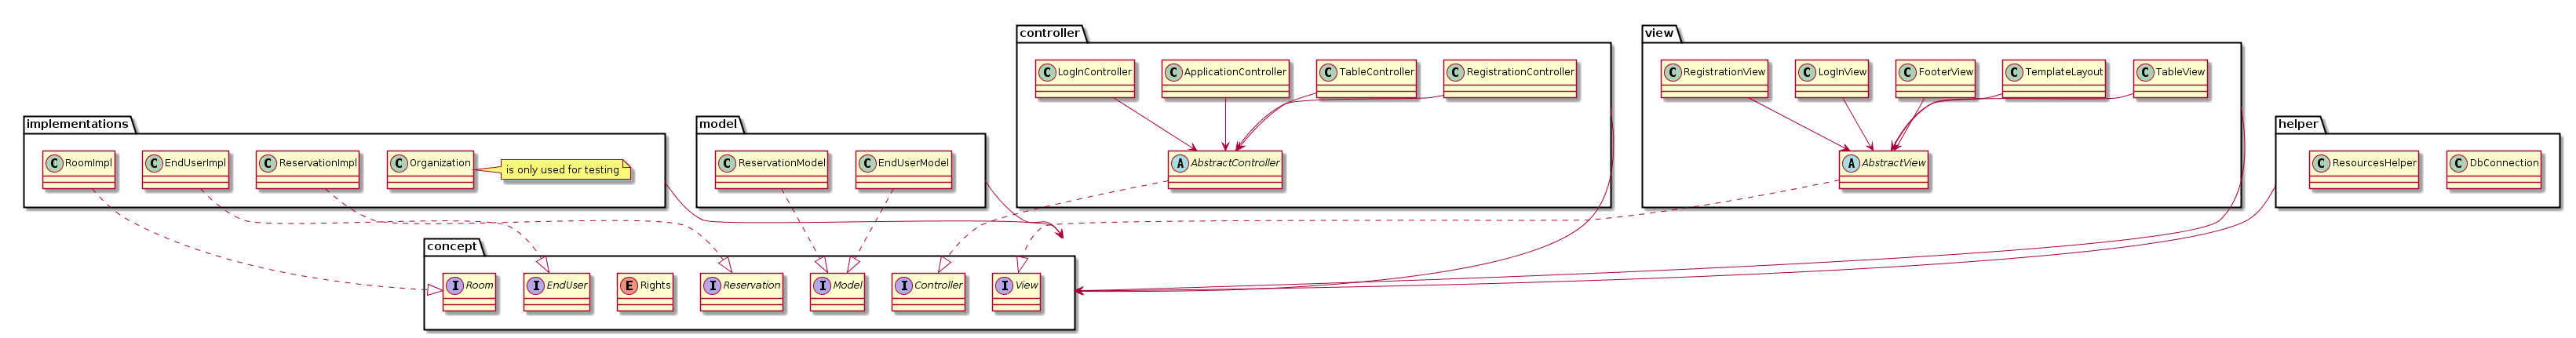 controller
view
C LogInController
C ApplicationController
C TableController
C RegistrationController
C RegistrationView
C LogInView
C FooterView
C TemplateLayout
C TableView
implementations
model
helper
C RoomImpl
C EndUserImpl
C ReservationImpl
C Organization
is only used for testing
C ReservationModel
C EndUserModel
A AbstractController
A AbstractView
C ResourcesHelper
C DbConnection
concept
I Room
I EndUser
E Rights
I Reservation
I Model
I Controller
I View